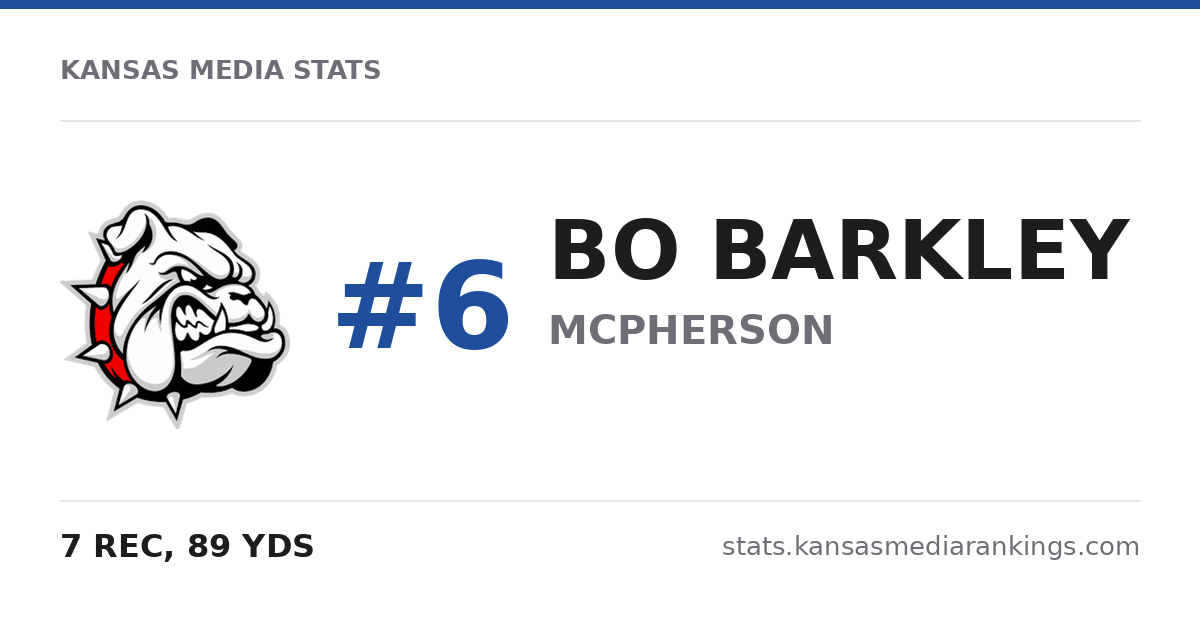 KANSAS MEDIA STATS
#6
BO BARKLEY
MCPHERSON
7 REC, 89 YDS
stats.kansasmediarankings.com